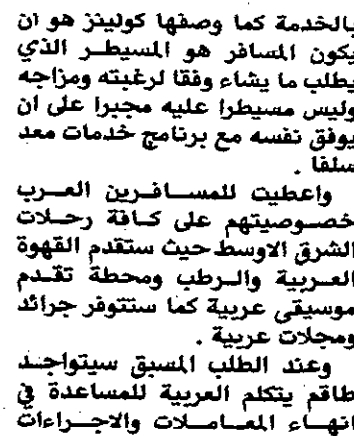 بالخدمة كما وصفها كولينز هو ان
يكون المسافر هو المسيطر الذي
يطلب ما يشاء وفقا لرغبته ومزاجه
وليس مسيطرا عليه مجبرا على ان
يوفق نفسه مع برنامج خدمات معد
سلفا .
واعطيت للمسافرين العرب
خصوصيتهم على كافة رحلات
الشرق الاوسط حيث ستقدم القهوة
العربية والرطب ومحطة تقدم
موسيقى عربية كما ستتوفر جرائد
ومجلات عربية .
وعند الطلب المسبق سيتواجد
طاقم يتكلم العربية للمساعدة في
انهاء المعاملات والاجراءات